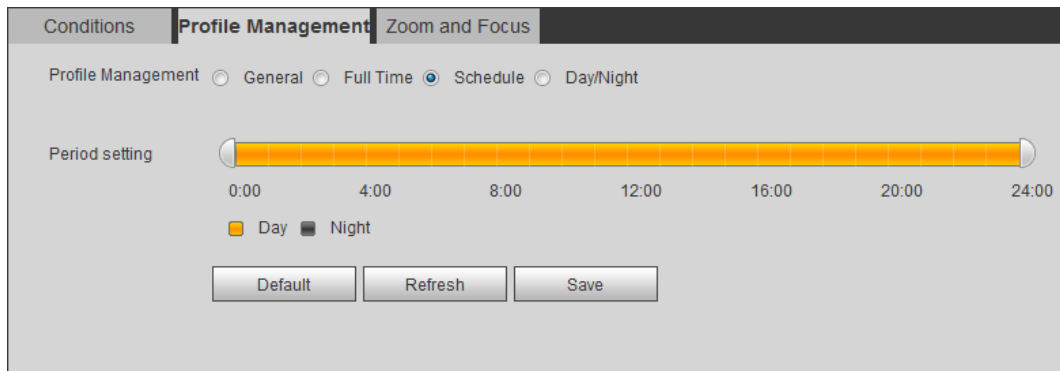 Conditions Profile Management Zoom and Focus
Profile Management General Full Time Schedule Day/Night
Period setting
0:00 4:00 8:00 12:00 16:00 20:00 24:00
Day Night
Default Refresh Save